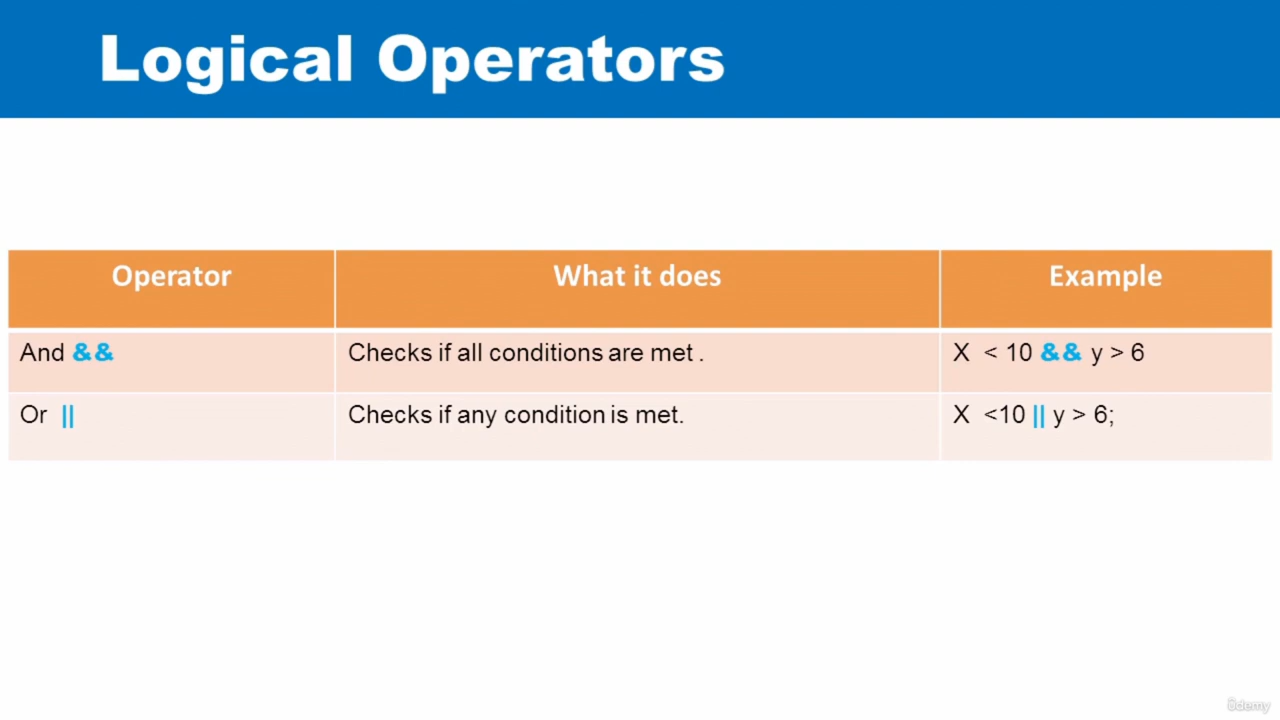 Logical Operators
Operator What it does Example
And && Checks if all conditions are met . X < 10 && y > 6
Or || Checks if any condition is met. X <10 || y > 6;
ûdemy